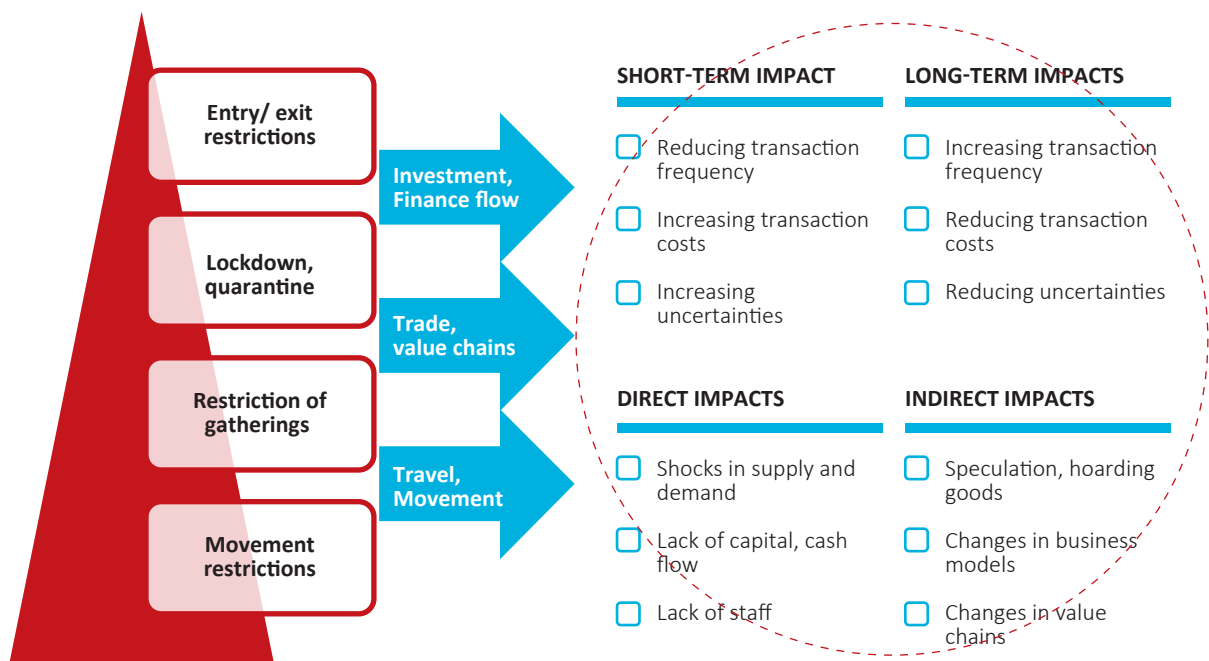 Entry/ exit
restrictions
Lockdown,
quarantine
Restriction of
gatherings
Movement
restrictions
Investment,
Finance flow
Trade,
value chains
Travel,
Movement
SHORT-TERM IMPACT
Reducing transaction
frequency
Increasing transaction
costs
Increasing
uncertainties
LONG-TERM IMPACTS
Increasing transaction
frequency
Reducing transaction
costs
Reducing uncertainties
DIRECT IMPACTS
Shocks in supply and
demand
Lack of capital, cash
flow
Lack of staff
INDIRECT IMPACTS
Speculation, hoarding
goods
Changes in business
models
Changes in value
chains